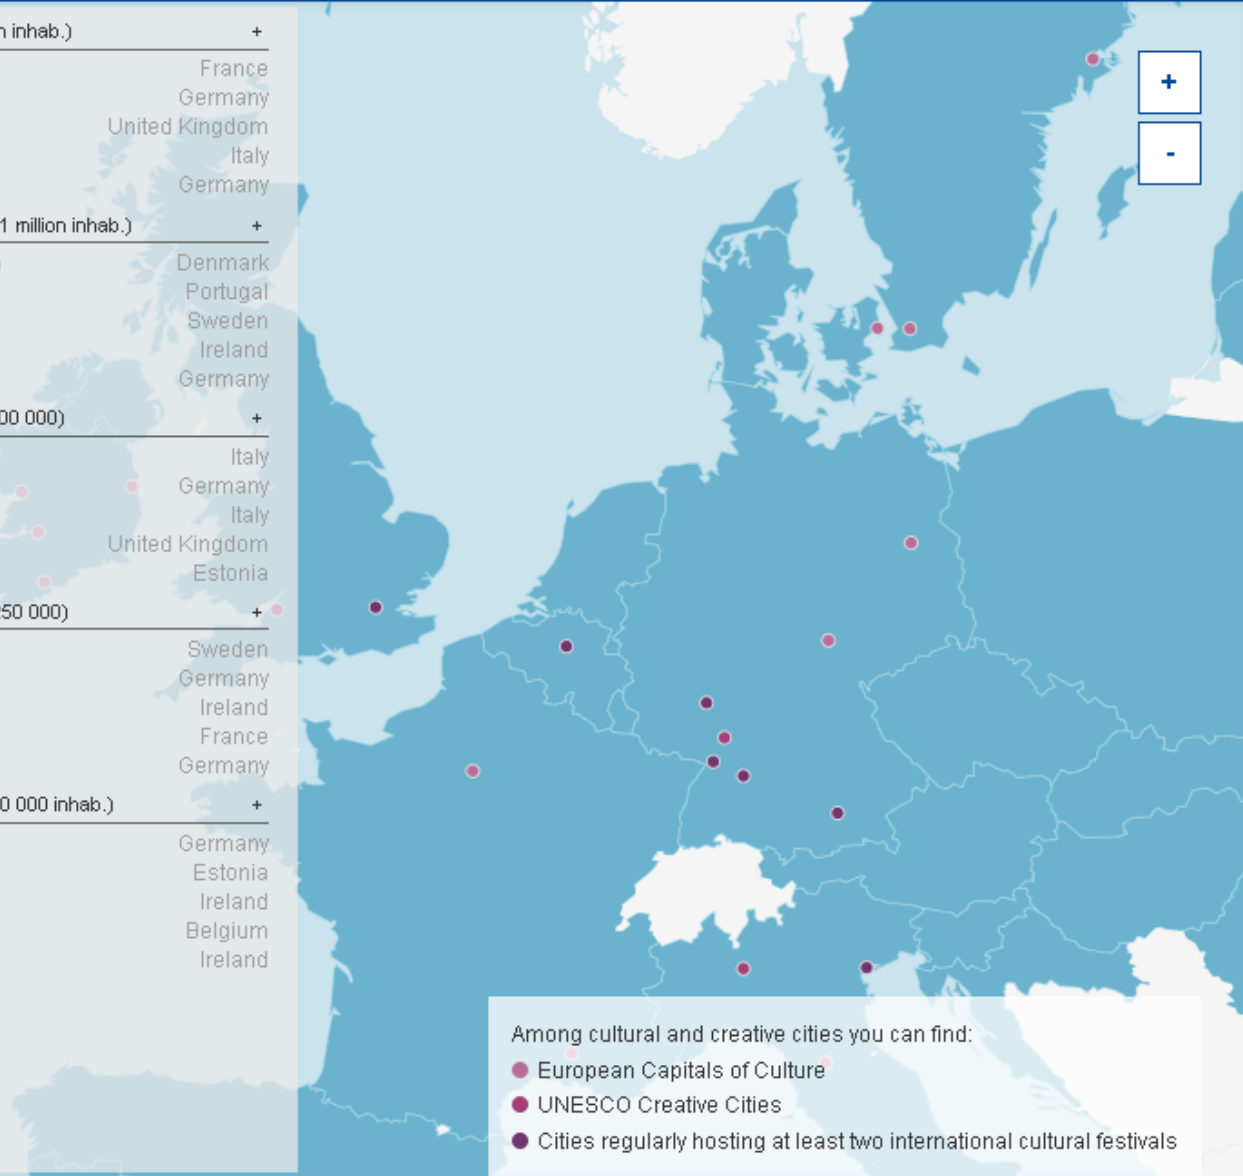 n inhab.) +
France
Germany
United Kingdom
Italy
Germany
1 million inhab.) +
Denmark
Portugal
Sweden
Ireland
Germany
00 000) +
Italy
Germany
Italy
United Kingdom
Estonia
50 000) +
Sweden
Germany
Ireland
France
Germany
0 000 inhab.) +
Germany
Estonia
Ireland
Belgium
Ireland
+
-
Among cultural and creative cities you can find:
European Capitals of Culture
UNESCO Creative Cities
Cities regularly hosting at least two international cultural festivals